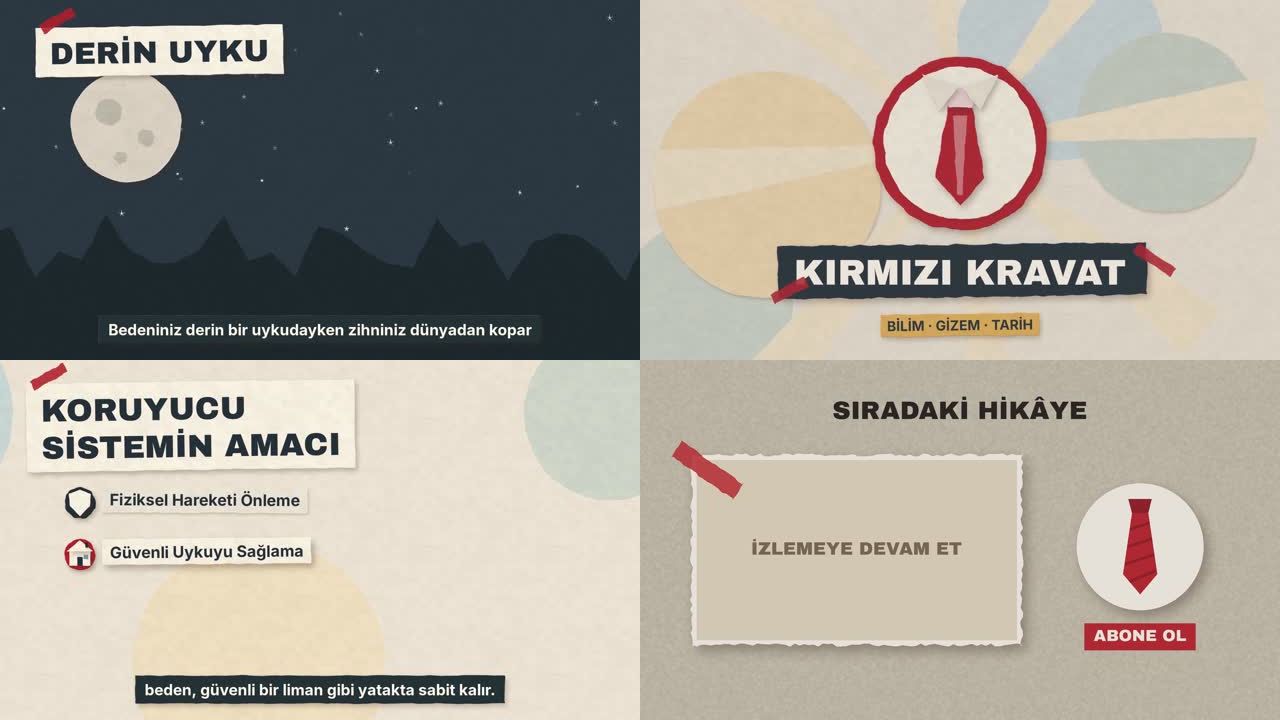 DERİN UYKU
Bedeniniz derin bir uykudayken zihniniz dünyadan kopar
KIRMIZI KRAVAT
BİLİM · GİZEM · TARİH
KORUYUCU
SİSTEMİN AMACI
Fiziksel Hareketi Önleme
Güvenli Uykuyu Sağlama
beden, güvenli bir liman gibi yatakta sabit kalır.
SIRADAKİ HİKÂYE
İZLEMEYE DEVAM ET
ABONE OL